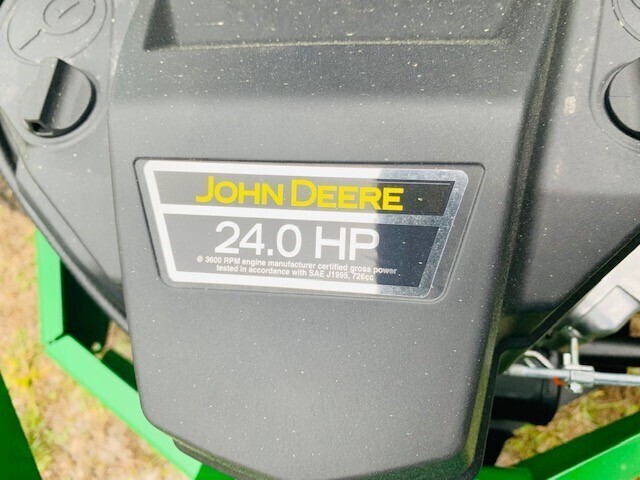 JOHN DEERE
24.0 HP
@ 3600 RPM engine manufacturer certified gross power
tested in accordance with SAE J1995, 726cc